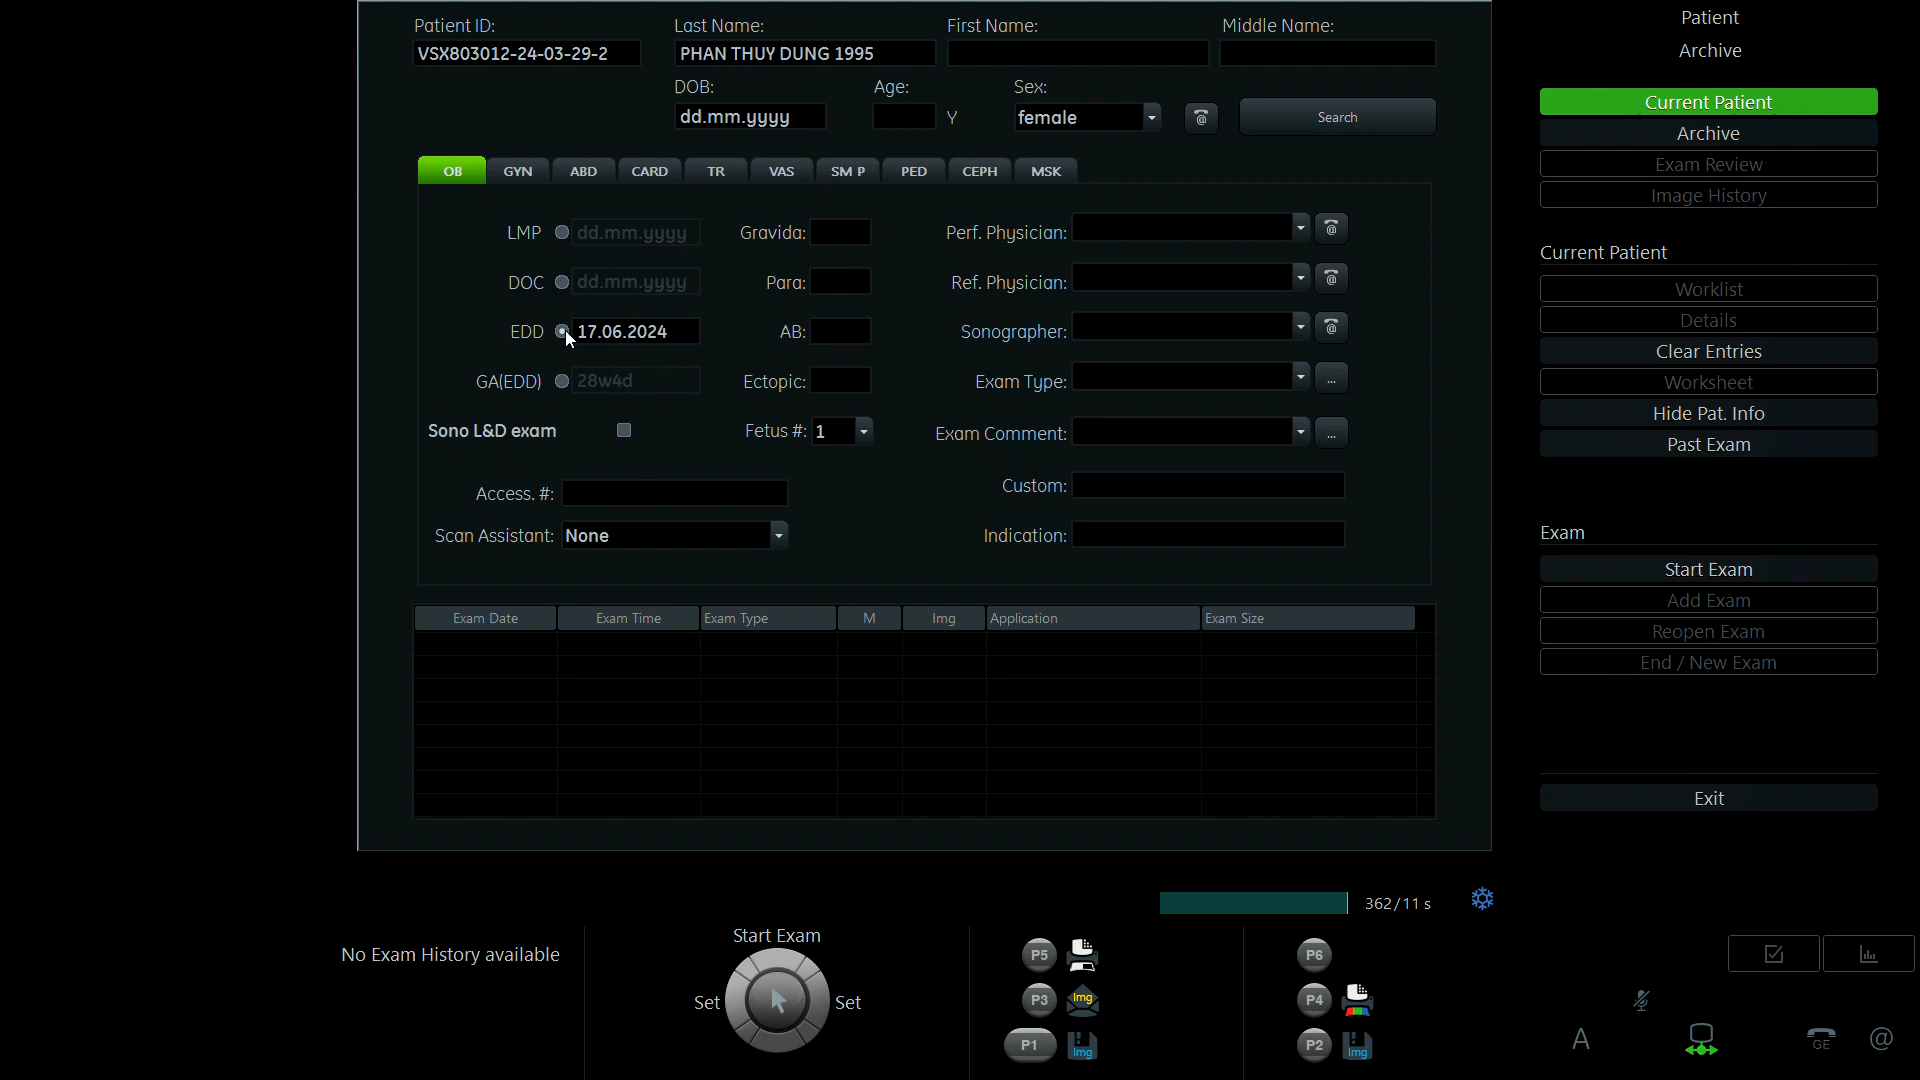 Patient ID: Last Name: First Name: Middle Name:
VSX803012-24-03-29-2 PHAN THUY DUNG 1995
DOB: Age: Sex:
dd.mm.yyyy Y female @ Search
OB GYN ABD CARD TR VAS SM P PED CEPH MSK
LMP dd.mm.yyyy Gravida: Perf. Physician: @
DOC dd.mm.yyyy Para: Ref. Physician: @
EDD 17.06.2024 AB: Sonographer: @
GA(EDD) 28w4d Ectopic: Exam Type: ...
Sono L&D exam Fetus #: 1 Exam Comment: ...
Access. #: Custom:
Scan Assistant: None Indication:
Exam Date Exam Time Exam Type M Img Application Exam Size
Patient
Archive
Current Patient
Archive
Exam Review
Image History
Current Patient
Worklist
Details
Clear Entries
Worksheet
Hide Pat. Info
Past Exam
Exam
Start Exam
Add Exam
Reopen Exam
End / New Exam
Exit
362/11 s
No Exam History available
Start Exam
Set Set
P5 P6
P3 Img P4
P1 Img P2 Img
A GE @